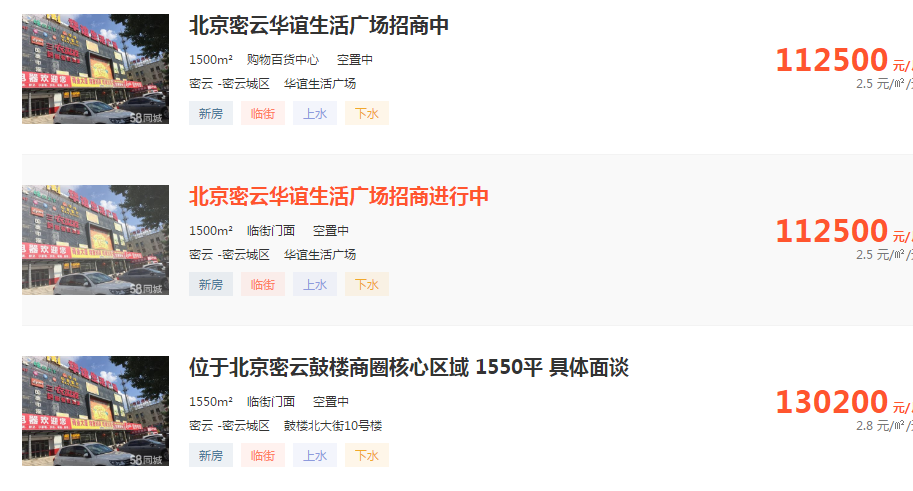 北京密云华谊生活广场招商中
1500m² 购物百货中心 空置中
密云 -密云城区 华谊生活广场
新房 临街 上水 下水
112500 元/
2.5 元/㎡/
58同城
北京密云华谊生活广场招商进行中
1500m² 临街门面 空置中
密云 -密云城区 华谊生活广场
新房 临街 上水 下水
112500 元/
2.5 元/㎡/
58同城
位于北京密云鼓楼商圈核心区域 1550平 具体面谈
1550m² 临街门面 空置中
密云 -密云城区 鼓楼北大街10号楼
新房 临街 上水 下水
130200 元/
2.8 元/㎡/
58同城